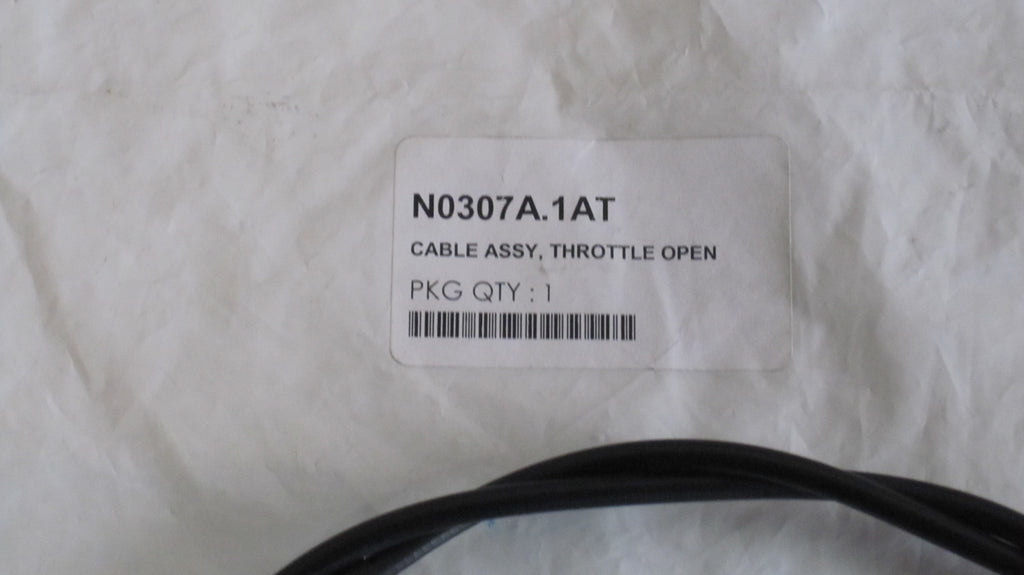 N0307A.1AT
CABLE ASSY, THROTTLE OPEN
PKG QTY : 1